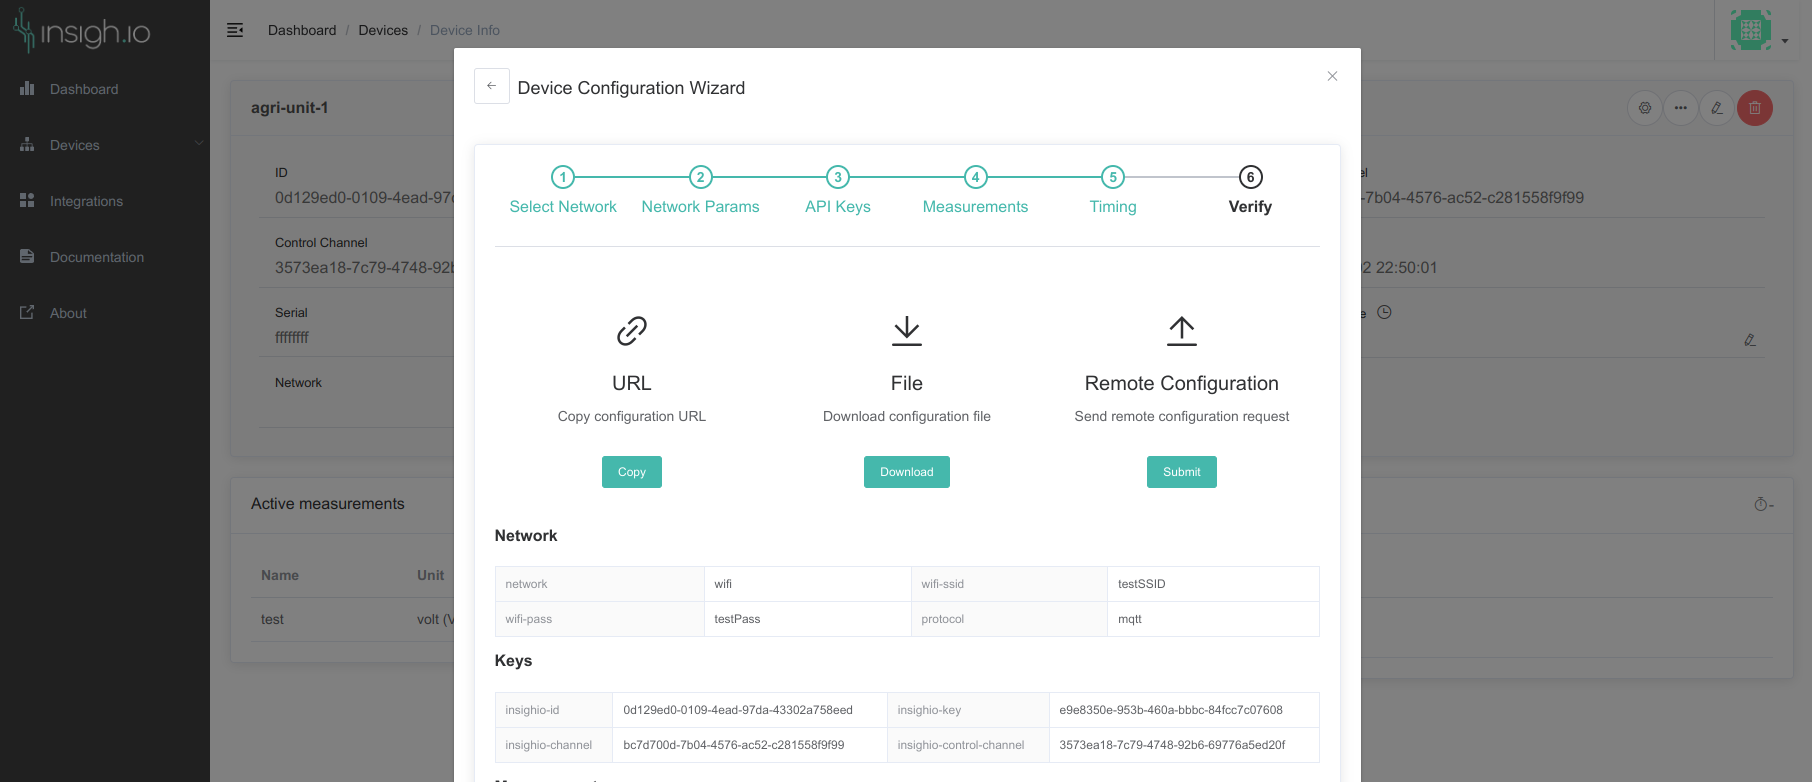 insigh.io
Dashboard / Devices / Device Info
Dashboard
Devices
Integrations
Documentation
About
agri-unit-1
ID
0d129ed0-0109-4ead-97
Control Channel
3573ea18-7c79-4748-92
Serial
ffffffff
Network
-7b04-4576-ac52-c281558f9f99
2 22:50:01
Active measurements
Name Unit
test volt (V
Device Configuration Wizard
1 2 3 4 5 6
Select Network Network Params API Keys Measurements Timing Verify
URL File Remote Configuration
Copy configuration URL Download configuration file Send remote configuration request
Copy Download Submit
Network
network wifi wifi-ssid testSSID
wifi-pass testPass protocol mqtt
Keys
insighio-id 0d129ed0-0109-4ead-97da-43302a758eed insighio-key e9e8350e-953b-460a-bbbc-84fcc7c07608
insighio-channel bc7d700d-7b04-4576-ac52-c281558f9f99 insighio-control-channel 3573ea18-7c79-4748-92b6-69776a5ed20f